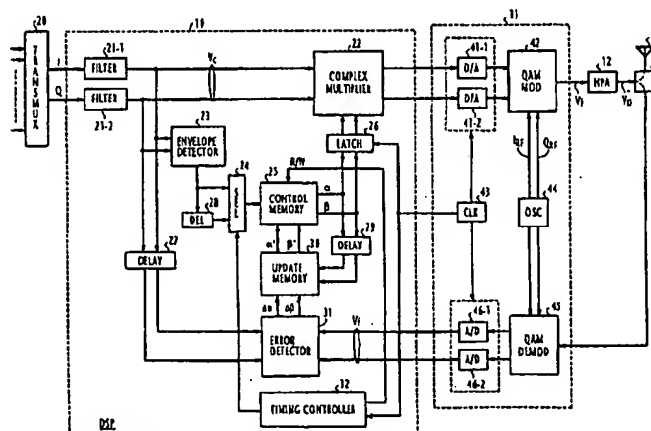 20
TRANSMUX
I
Q
19
21-1
FILTER
FILTER
21-2
Vc
22
COMPLEX
MULTIPLIER
23
ENVELOPE
DETECTOR
24
28
DEL
27
DELAY
25
R/W
CONTROL
MEMORY
α
β
26
LATCH
29
DELAY
α'
β'
30
UPDATE
MEMORY
Δα
Δβ
31
ERROR
DETECTOR
Vf
32
TIMING CONTROLLER
DSP
11
41-1
D/A
D/A
41-2
42
QAM
MOD
12
HPA
43
CLK
44
OSC
45
QAM
DEMOD
46-1
A/D
A/D
46-2